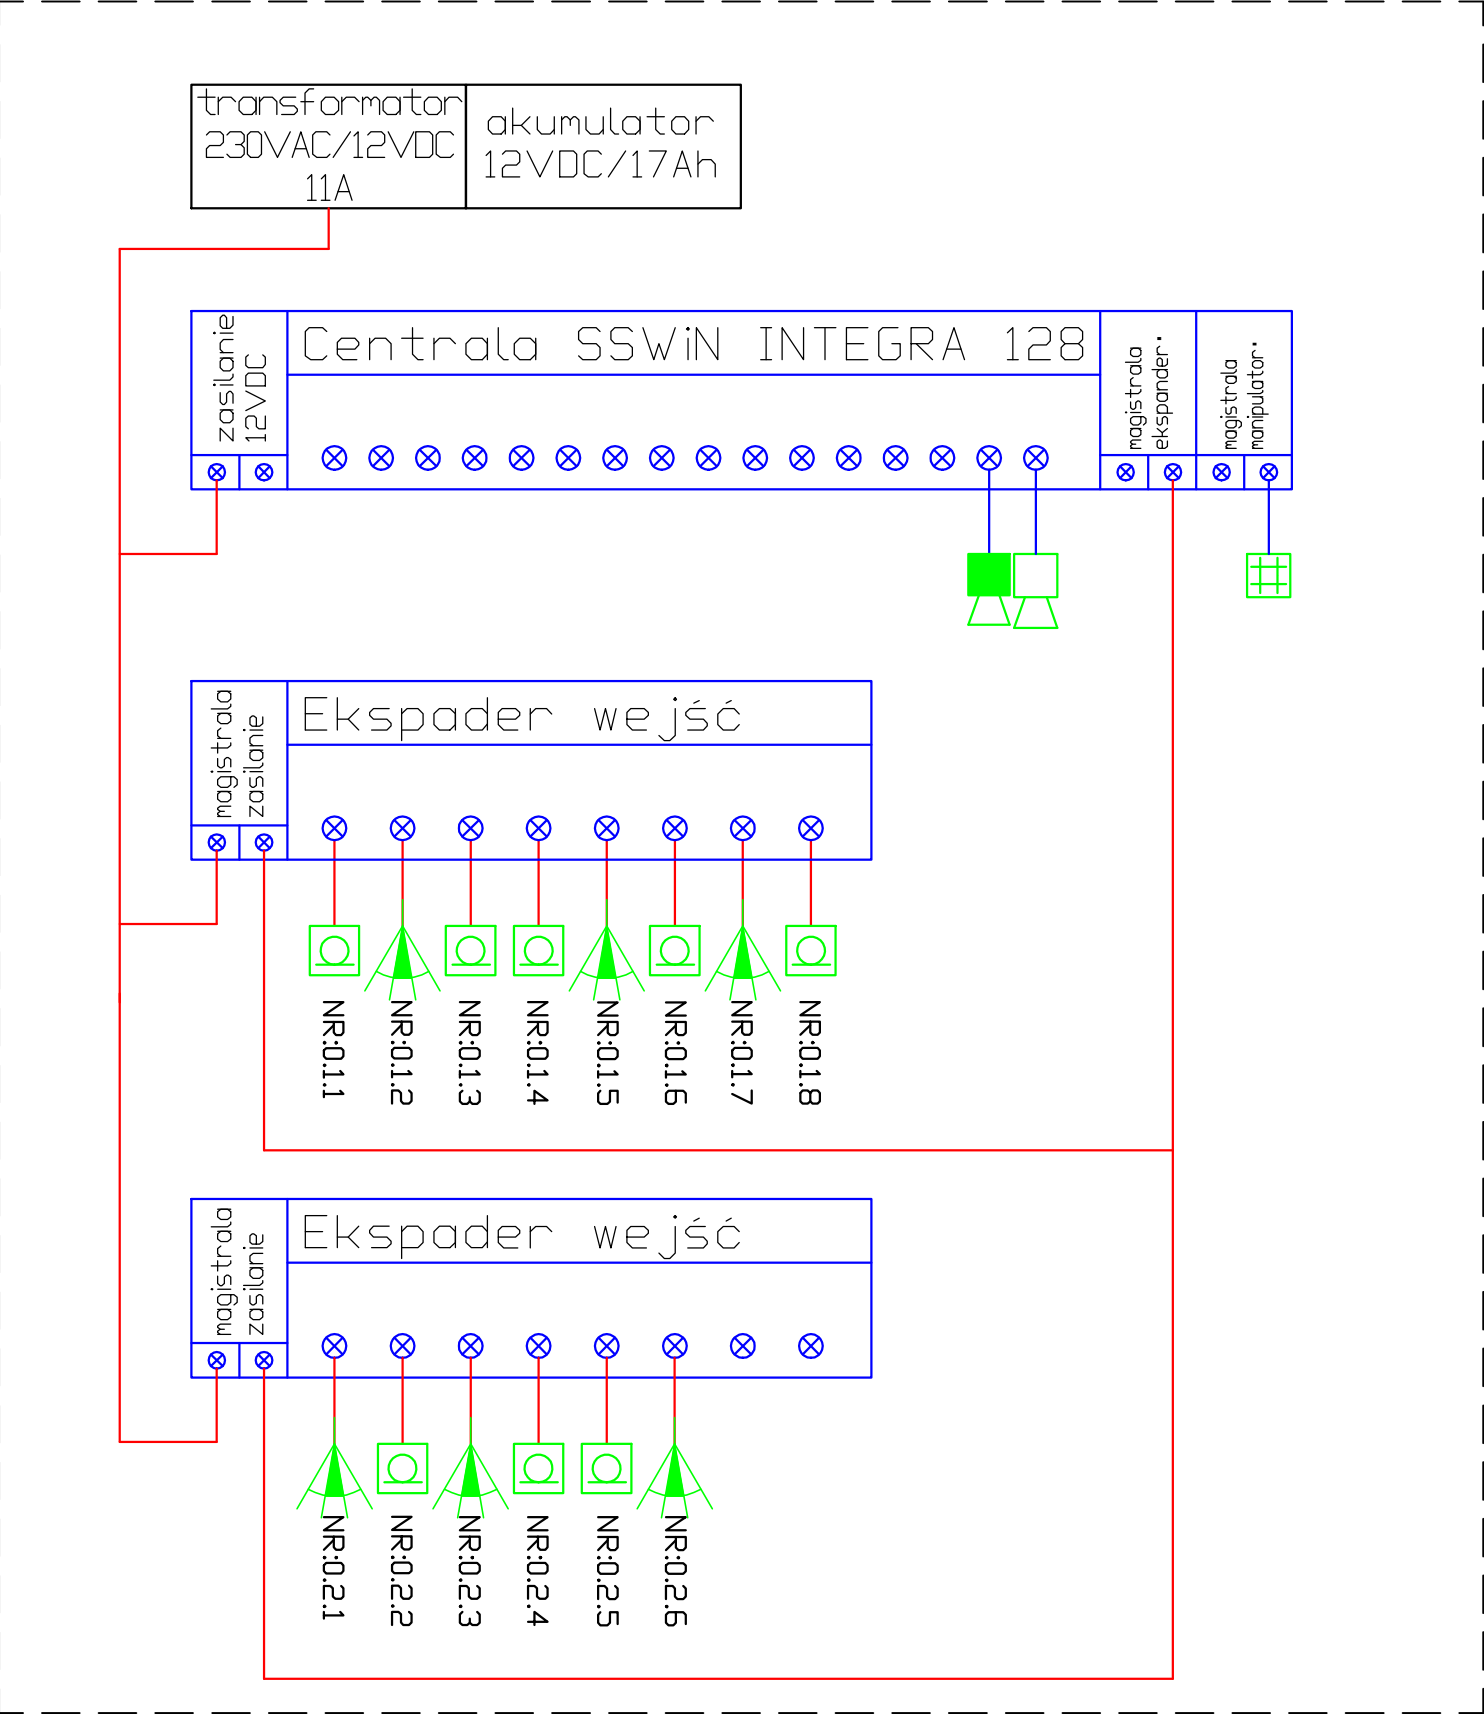 transformator
230VAC/12VDC
11A
akumulator
12VDC/17Ah
zasilanie
12VDC
Centrala SSWiN INTEGRA 128
magistrala
ekspander.
magistrala
manipulator.
magistrala
zasilanie
Ekspader wejść
NR:0.1.1
NR:0.1.2
NR:0.1.3
NR:0.1.4
NR:0.1.5
NR:0.1.6
NR:0.1.7
NR:0.1.8
magistrala
zasilanie
Ekspader wejść
NR:0.2.1
NR:0.2.2
NR:0.2.3
NR:0.2.4
NR:0.2.5
NR:0.2.6